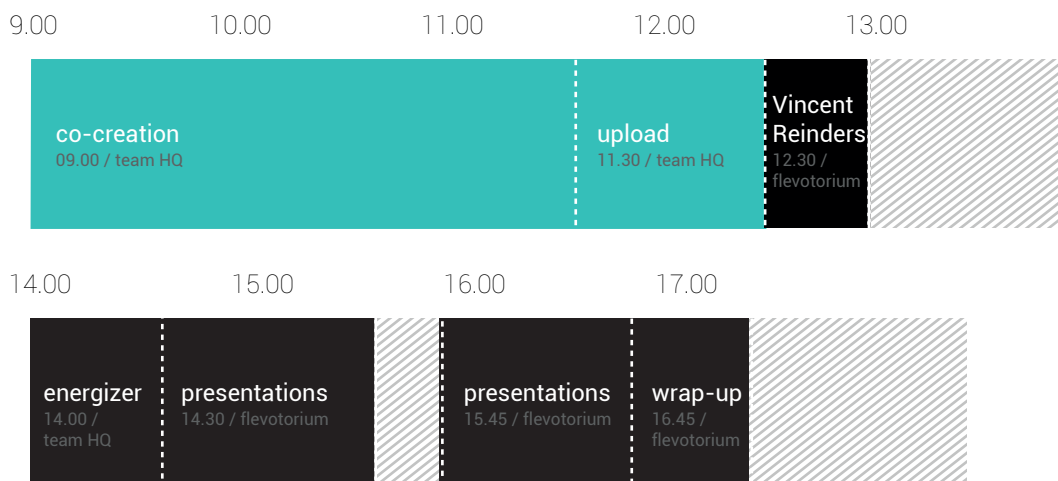 9.00 10.00 11.00 12.00 13.00
co-creation
09.00 / team HQ
upload
11.30 / team HQ
Vincent
Reinders
12.30 /
flevotorium
14.00 15.00 16.00 17.00
energizer
14.00 /
team HQ
presentations
14.30 / flevotorium
presentations
15.45 / flevotorium
wrap-up
16.45 /
flevotorium